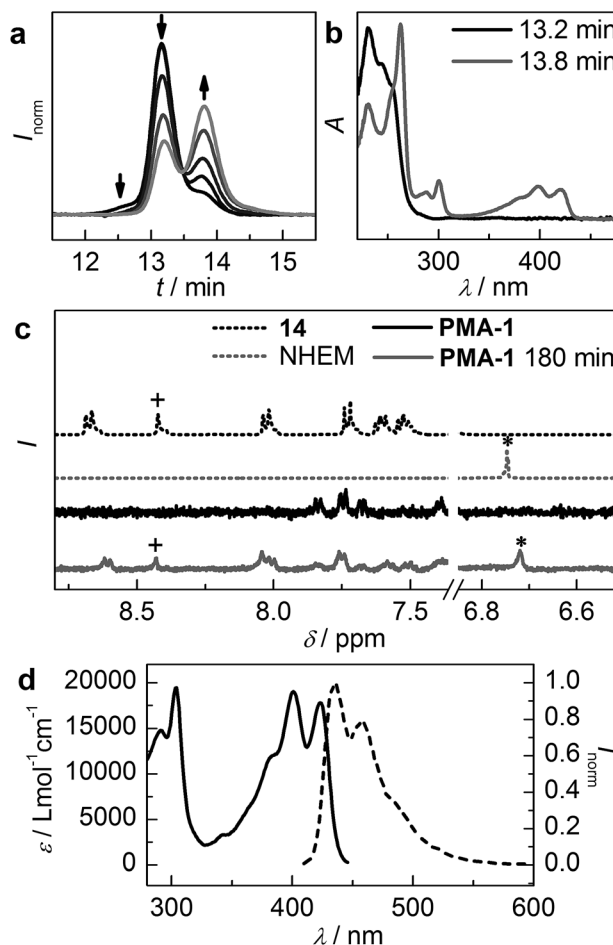 a
I norm
12 13 14 15
t / min
b
A
13.2 min
13.8 min
300 400
λ / nm
c
14 PMA-1
NHEM PMA-1 180 min
I
+
*
+ *
8.5 8.0 7.5 // 6.8 6.6
δ / ppm
d
20000 1.0
15000 0.8
10000 0.6
5000 0.4
0 0.2
0.0
ε / Lmol⁻¹cm⁻¹
I norm
300 400 500 600
λ / nm